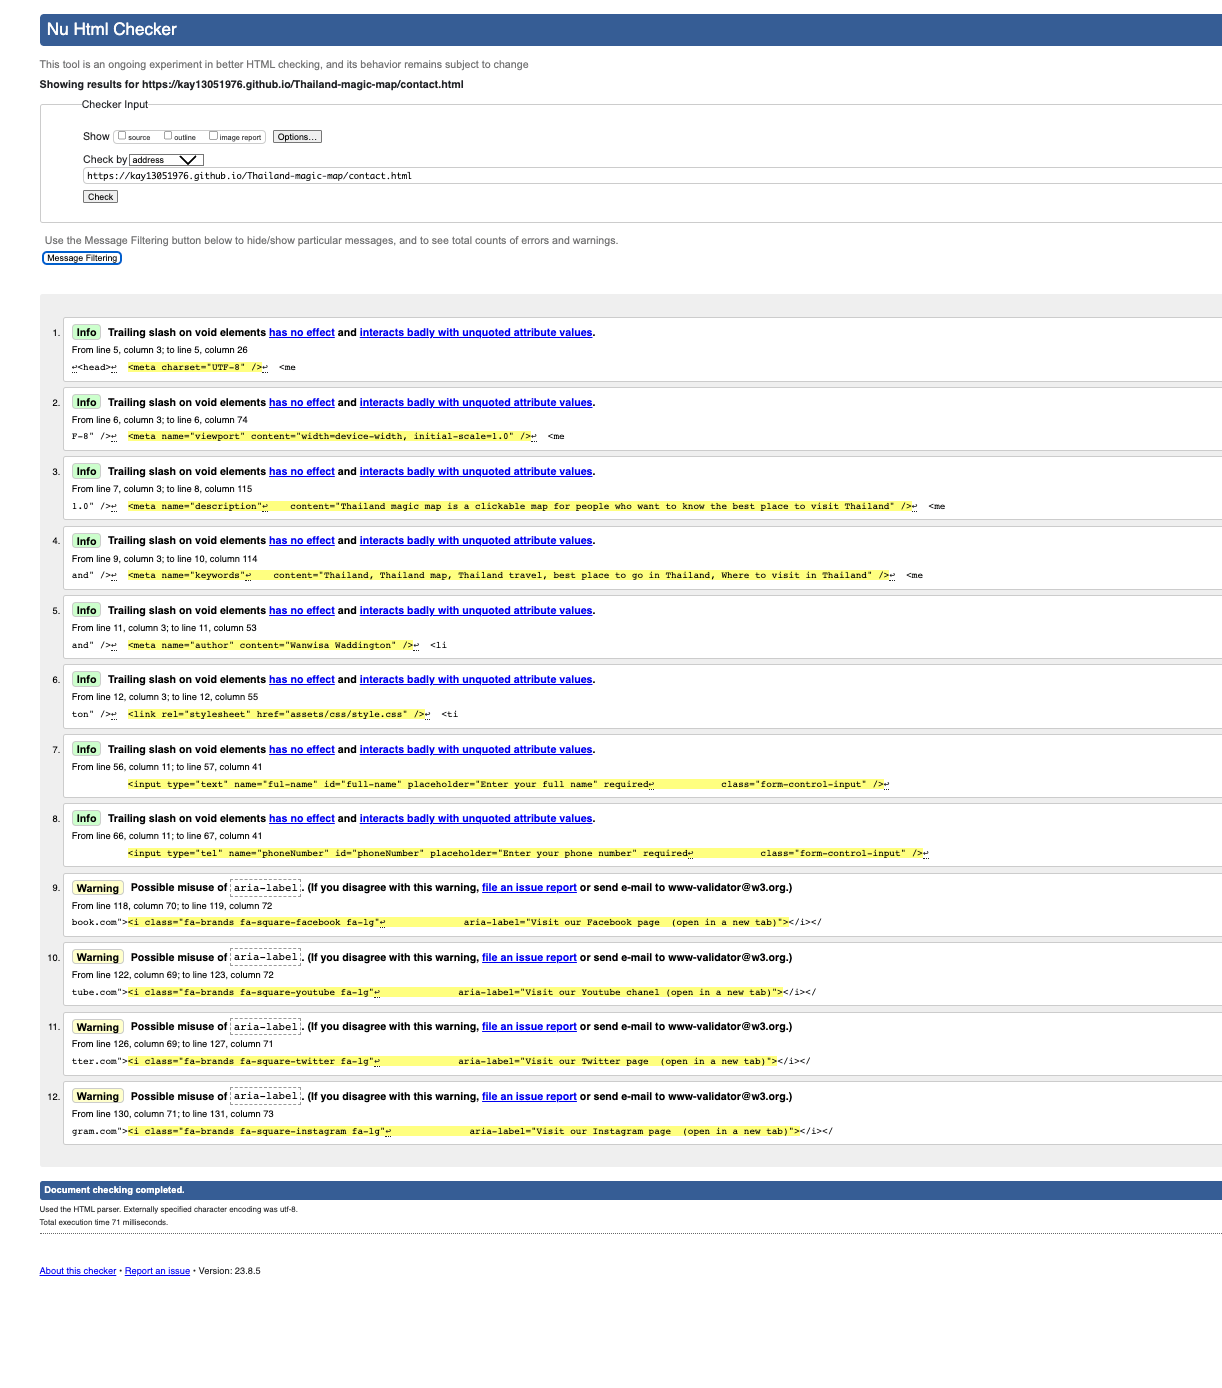 Nu Html Checker
This tool is an ongoing experiment in better HTML checking, and its behavior remains subject to change
Showing results for https://kay13051976.github.io/Thailand-magic-map/contact.html
Checker Input
Show source outline image report Options...
Check by address
https://kay13051976.github.io/Thailand-magic-map/contact.html
Check
Use the Message Filtering button below to hide/show particular messages, and to see total counts of errors and warnings.
Message Filtering
1. Info Trailing slash on void elements has no effect and interacts badly with unquoted attribute values.
From line 5, column 3; to line 5, column 26
↩<head>↩  <meta charset="UTF-8" />↩  <me
2. Info Trailing slash on void elements has no effect and interacts badly with unquoted attribute values.
From line 6, column 3; to line 6, column 74
F-8" />↩  <meta name="viewport" content="width=device-width, initial-scale=1.0" />↩  <me
3. Info Trailing slash on void elements has no effect and interacts badly with unquoted attribute values.
From line 7, column 3; to line 8, column 115
1.0" />↩  <meta name="description"↩    content="Thailand magic map is a clickable map for people who want to know the best place to visit Thailand" />↩  <me
4. Info Trailing slash on void elements has no effect and interacts badly with unquoted attribute values.
From line 9, column 3; to line 10, column 114
and" />↩  <meta name="keywords"↩    content="Thailand, Thailand map, Thailand travel, best place to go in Thailand, Where to visit in Thailand" />↩  <me
5. Info Trailing slash on void elements has no effect and interacts badly with unquoted attribute values.
From line 11, column 3; to line 11, column 53
and" />↩  <meta name="author" content="Wanwisa Waddington" />↩  <li
6. Info Trailing slash on void elements has no effect and interacts badly with unquoted attribute values.
From line 12, column 3; to line 12, column 55
ton" />↩  <link rel="stylesheet" href="assets/css/style.css" />↩  <ti
7. Info Trailing slash on void elements has no effect and interacts badly with unquoted attribute values.
From line 56, column 11; to line 57, column 41
<input type="text" name="ful-name" id="full-name" placeholder="Enter your full name" required↩            class="form-control-input" />↩
8. Info Trailing slash on void elements has no effect and interacts badly with unquoted attribute values.
From line 66, column 11; to line 67, column 41
<input type="tel" name="phoneNumber" id="phoneNumber" placeholder="Enter your phone number" required↩            class="form-control-input" />↩
9. Warning Possible misuse of aria-label. (If you disagree with this warning, file an issue report or send e-mail to www-validator@w3.org.)
From line 118, column 70; to line 119, column 72
book.com"><i class="fa-brands fa-square-facebook fa-lg"↩              aria-label="Visit our Facebook page  (open in a new tab)"></i></
10. Warning Possible misuse of aria-label. (If you disagree with this warning, file an issue report or send e-mail to www-validator@w3.org.)
From line 122, column 69; to line 123, column 72
tube.com"><i class="fa-brands fa-square-youtube fa-lg"↩              aria-label="Visit our Youtube chanel (open in a new tab)"></i></
11. Warning Possible misuse of aria-label. (If you disagree with this warning, file an issue report or send e-mail to www-validator@w3.org.)
From line 126, column 69; to line 127, column 71
tter.com"><i class="fa-brands fa-square-twitter fa-lg"↩              aria-label="Visit our Twitter page  (open in a new tab)"></i></
12. Warning Possible misuse of aria-label. (If you disagree with this warning, file an issue report or send e-mail to www-validator@w3.org.)
From line 130, column 71; to line 131, column 73
gram.com"><i class="fa-brands fa-square-instagram fa-lg"↩              aria-label="Visit our Instagram page  (open in a new tab)"></i></
Document checking completed.
Used the HTML parser. Externally specified character encoding was utf-8.
Total execution time 71 milliseconds.
About this checker • Report an issue • Version: 23.8.5